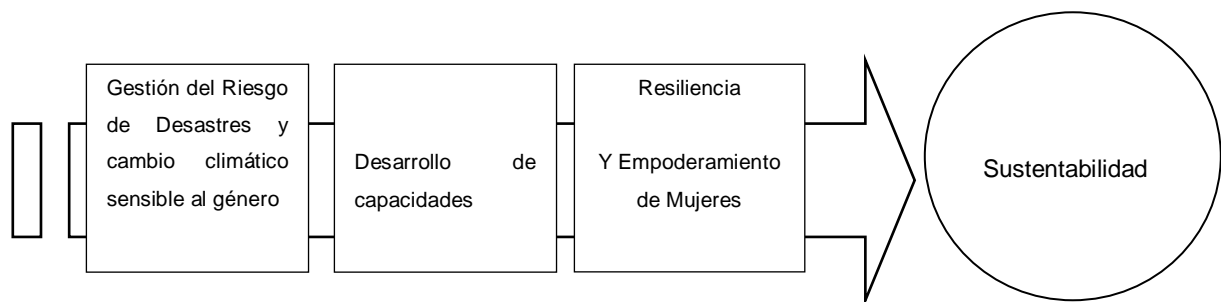 Gestión del Riesgo
de Desastres y
cambio climático
sensible al género
Desarrollo de
capacidades
Resiliencia
Y Empoderamiento
de Mujeres
Sustentabilidad